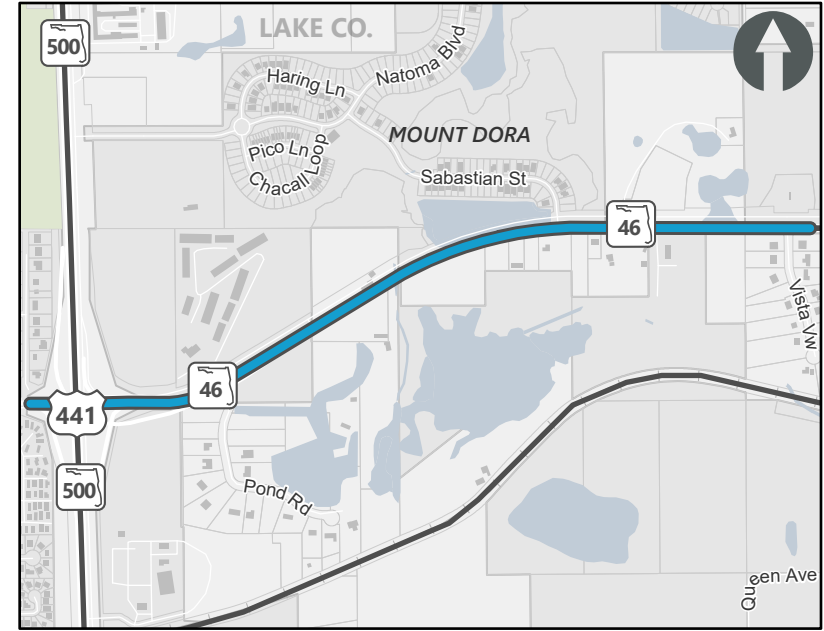 500
LAKE CO.
Natoma Blvd
Haring Ln
MOUNT DORA
Pico Ln
Chacall Loop
Sabastian St
46
Vista Vw
46
441
500
Pond Rd
Queen Ave